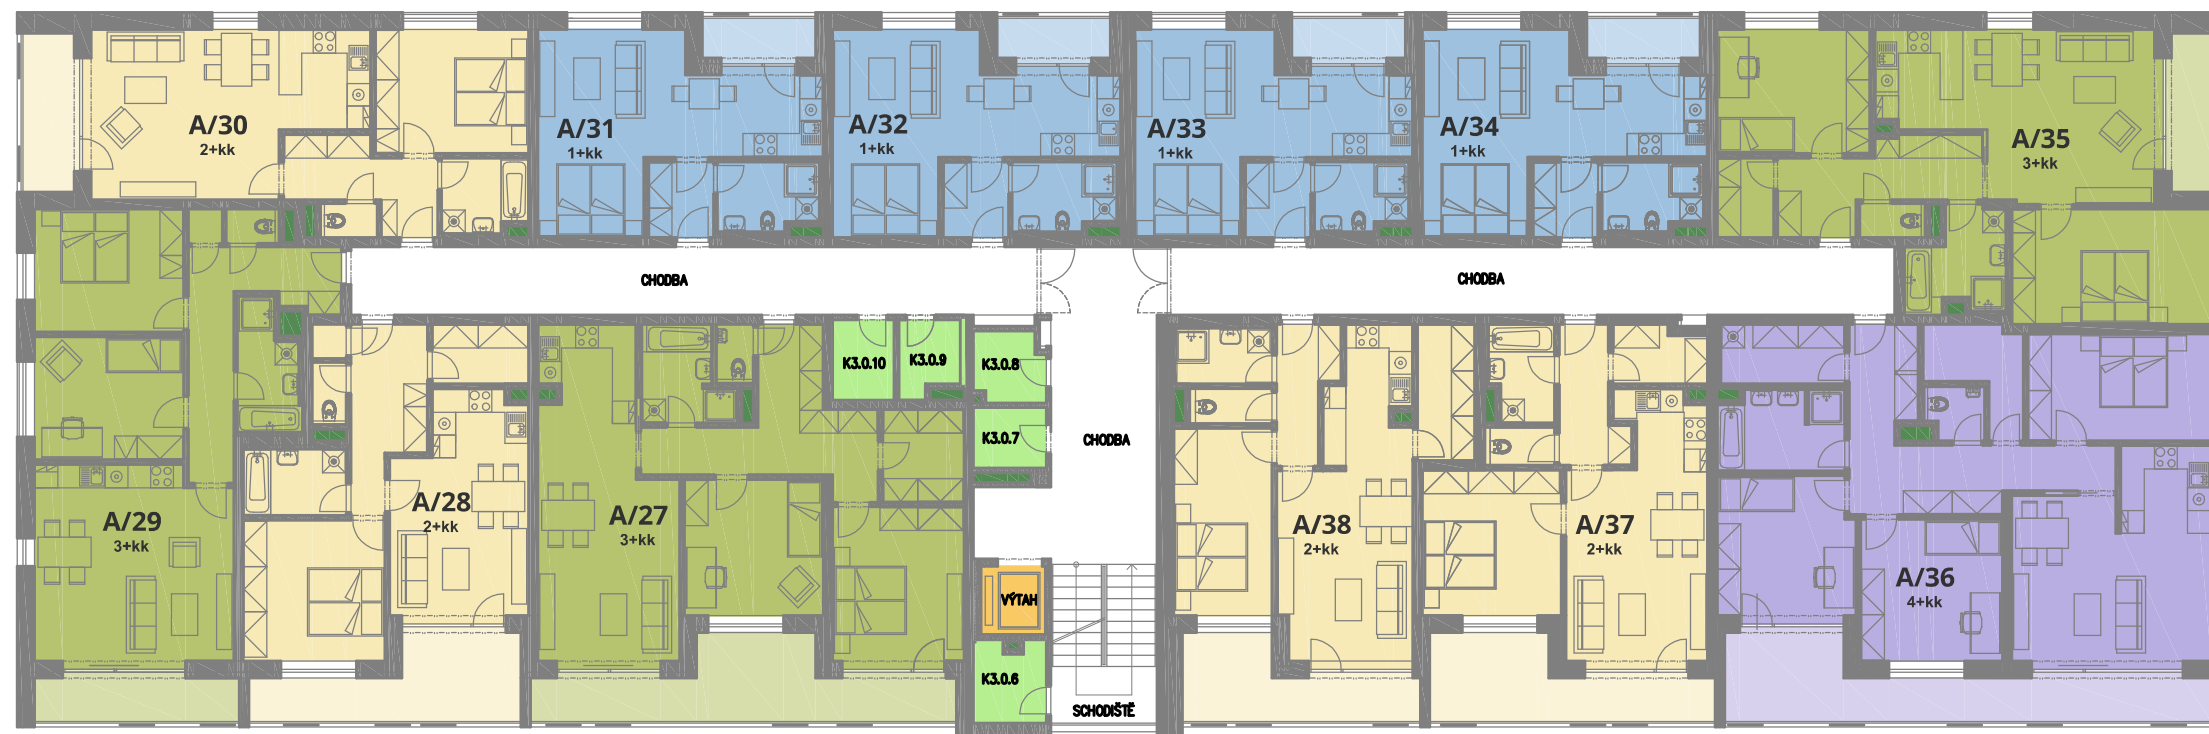 A/30
2+kk
A/31
1+kk
A/32
1+kk
A/33
1+kk
A/34
1+kk
A/35
3+kk
CHODBA
CHODBA
K3.0.10
K3.0.9
K3.0.8
K3.0.7
CHODBA
A/29
3+kk
A/28
2+kk
A/27
3+kk
A/38
2+kk
A/37
2+kk
A/36
4+kk
VÝTAH
K3.0.6
SCHODIŠTĚ